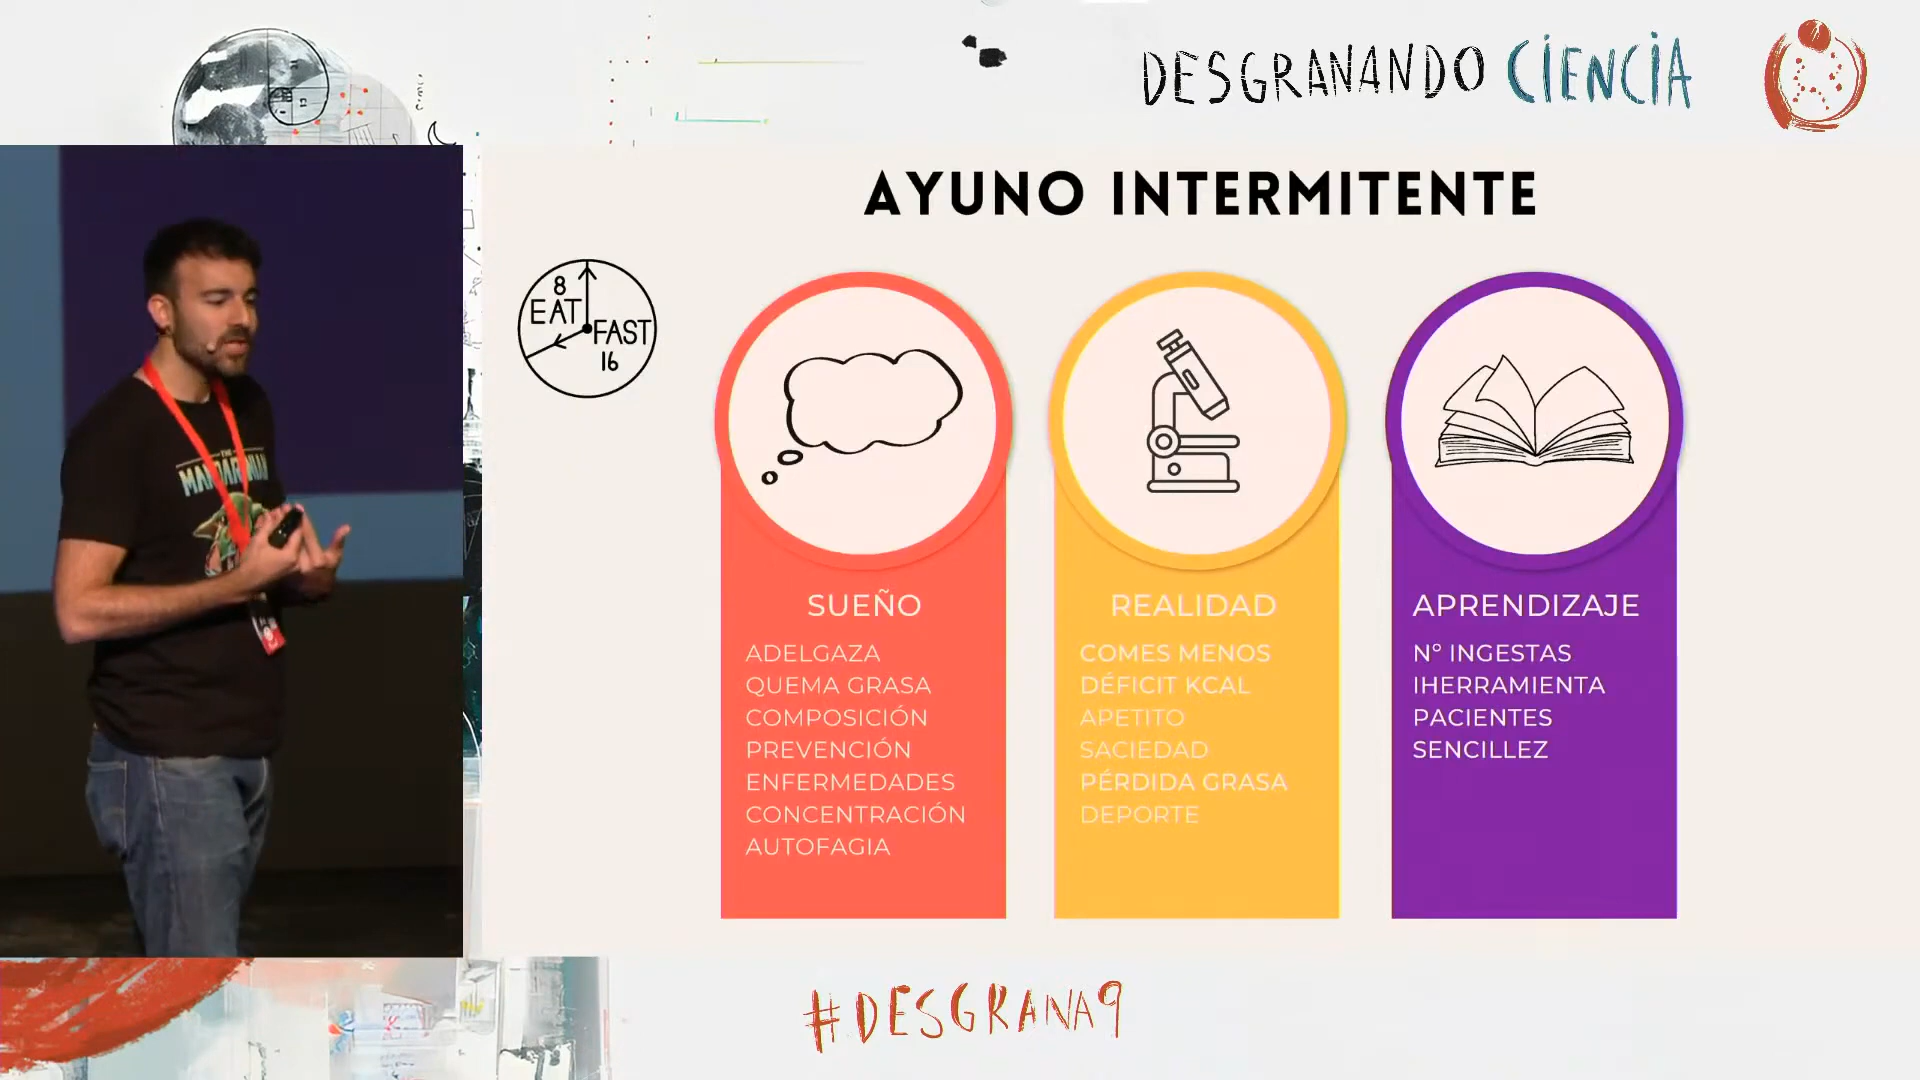 DESGRANANDO CIENCIA
AYUNO INTERMITENTE
8
EAT
FAST
16
THE
SUEÑO
ADELGAZA
QUEMA GRASA
COMPOSICIÓN
PREVENCIÓN
ENFERMEDADES
CONCENTRACIÓN
AUTOFAGIA
REALIDAD
COMES MENOS
DÉFICIT KCAL
APETITO
SACIEDAD
PÉRDIDA GRASA
DEPORTE
APRENDIZAJE
Nº INGESTAS
IHERRAMIENTA
PACIENTES
SENCILLEZ
#DESGRANA9